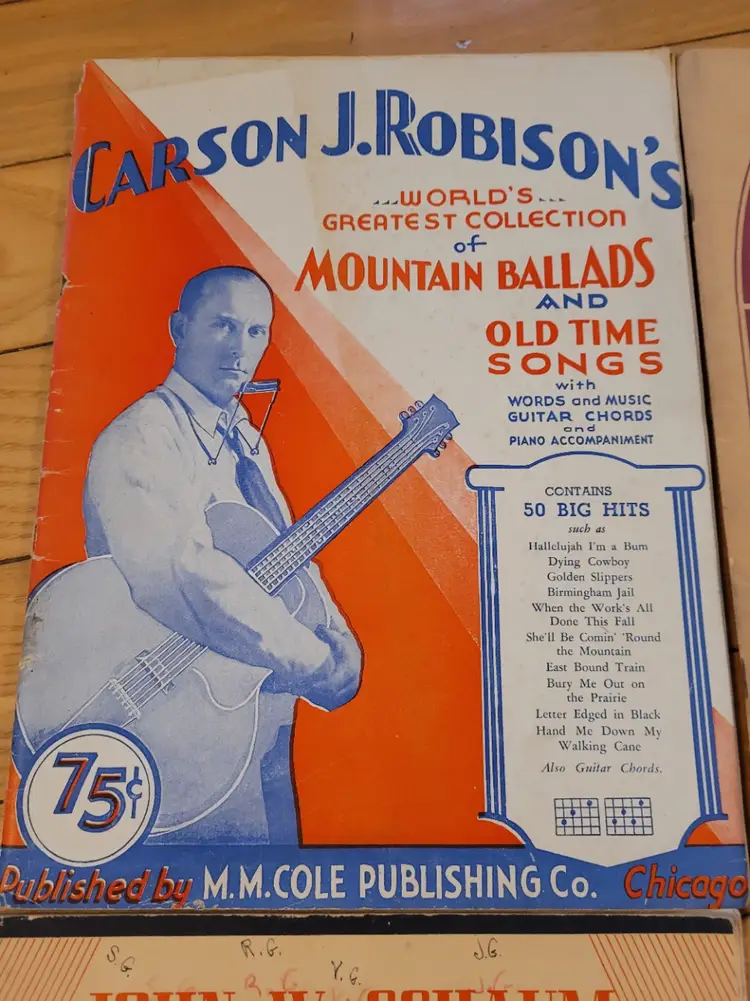 CARSON J. ROBISON'S
...WORLD'S...
GREATEST COLLECTION
of
MOUNTAIN BALLADS
AND
OLD TIME
SONGS
with
WORDS and MUSIC
GUITAR CHORDS
and
PIANO ACCOMPANIMENT
CONTAINS
50 BIG HITS
such as
Hallelujah I'm a Bum
Dying Cowboy
Golden Slippers
Birmingham Jail
When the Work's All
Done This Fall
She'll Be Comin' 'Round
the Mountain
East Bound Train
Bury Me Out on
the Prairie
Letter Edged in Black
Hand Me Down My
Walking Cane
Also Guitar Chords.
75¢
Published by M.M. COLE PUBLISHING Co. Chicago
S.G. R.G. Y.G. J.G.
R.G
JOHN W. SCHAUM